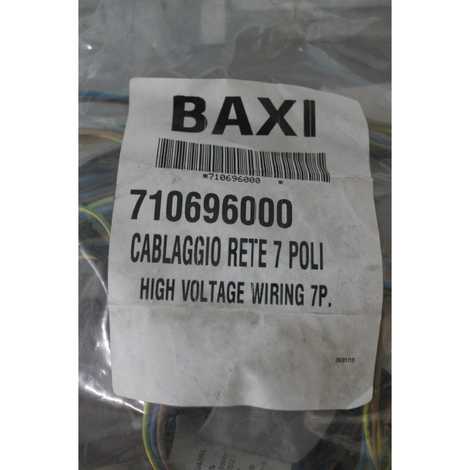 BAXI
*710696000 *
710696000
CABLAGGIO RETE 7 POLI
HIGH VOLTAGE WIRING 7P.